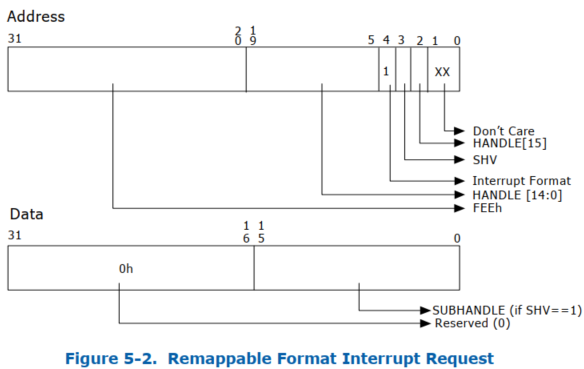 Address
31 20 19 5 4 3 2 1 0
1 XX
Don't Care
HANDLE[15]
SHV
Interrupt Format
HANDLE [14:0]
FEEh
Data
31 16 15 0
0h
SUBHANDLE (if SHV==1)
Reserved (0)
Figure 5-2. Remappable Format Interrupt Request